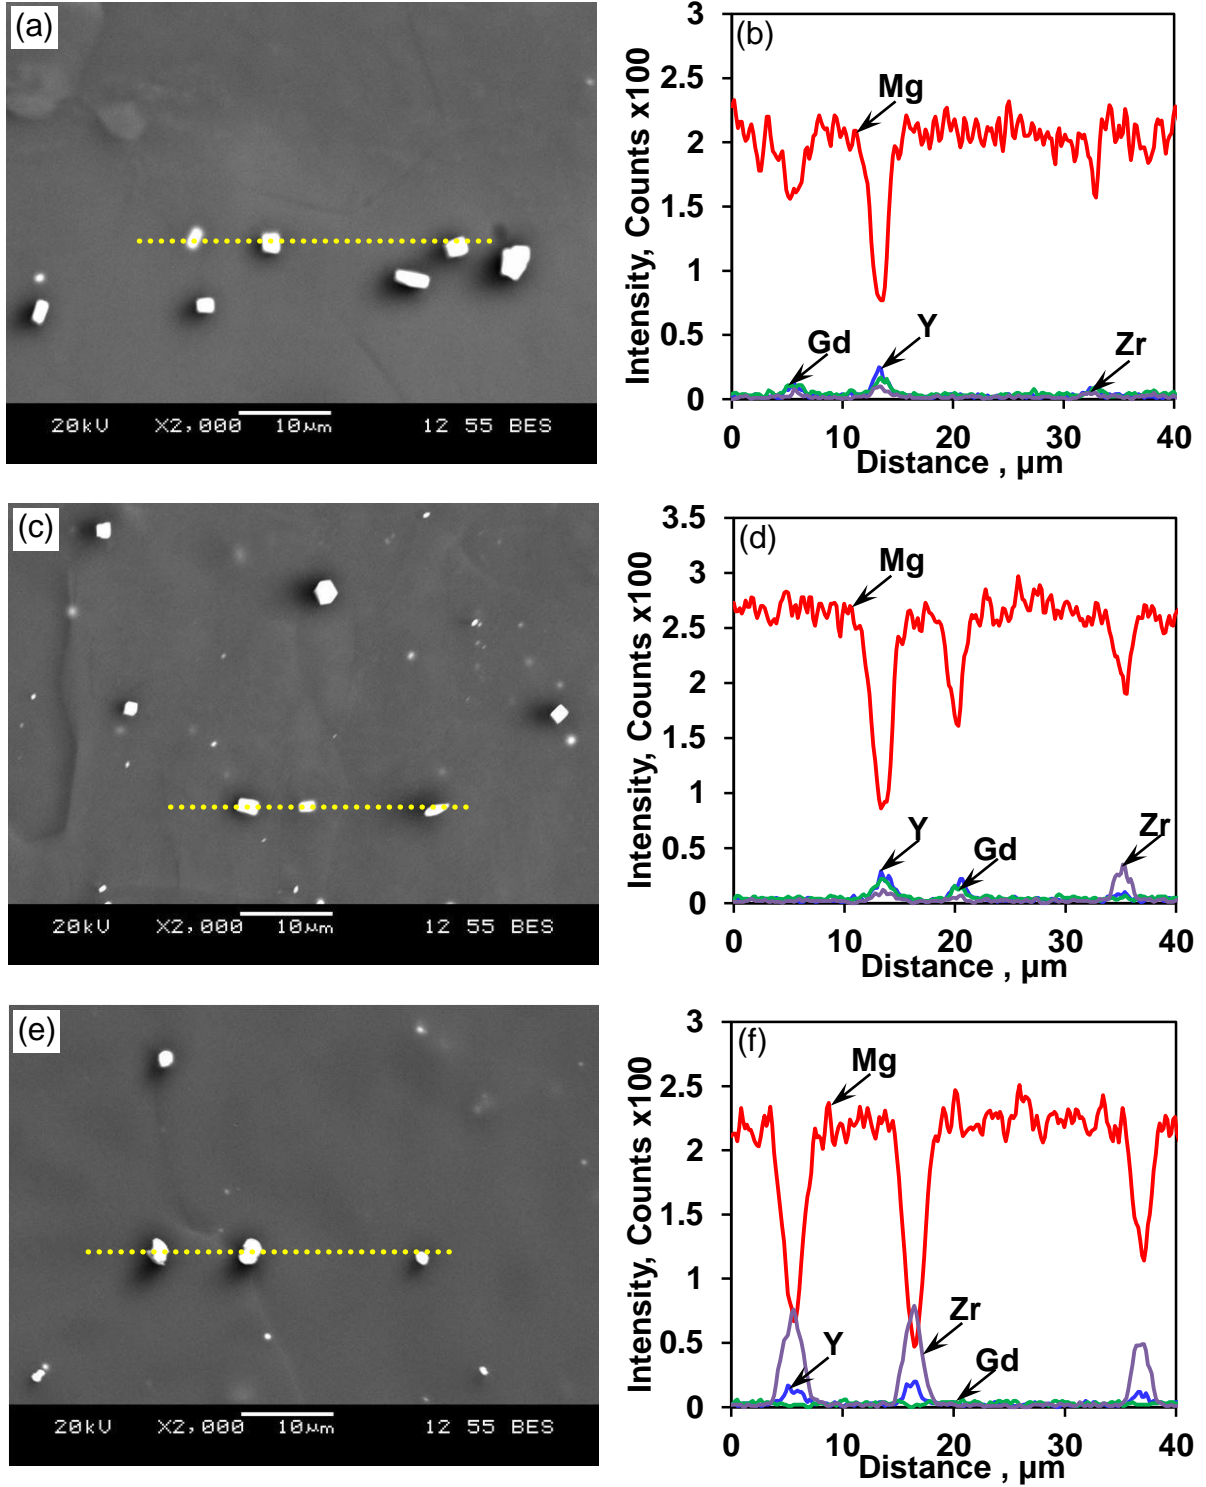 (a)
20kV X2,000 10µm 12 55 BES
(b)
Intensity, Counts x100
3
2.5
2
1.5
1
0.5
0
Mg
Gd
Y
Zr
0 10 20 30 40
Distance , µm
(c)
20kV X2,000 10µm 12 55 BES
(d)
Intensity, Counts x100
3.5
3
2.5
2
1.5
1
0.5
0
Mg
Y
Gd
Zr
0 10 20 30 40
Distance , µm
(e)
20kV X2,000 10µm 12 55 BES
(f)
Intensity, Counts x100
3
2.5
2
1.5
1
0.5
0
Mg
Zr
Y
Gd
0 10 20 30 40
Distance , µm